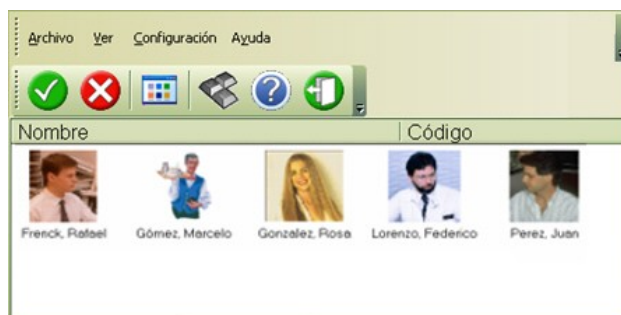 Archivo Ver Configuración Ayuda
Nombre Código
Frenck, Rafael Gómez, Marcelo Gonzalez, Rosa Lorenzo, Federico Perez, Juan